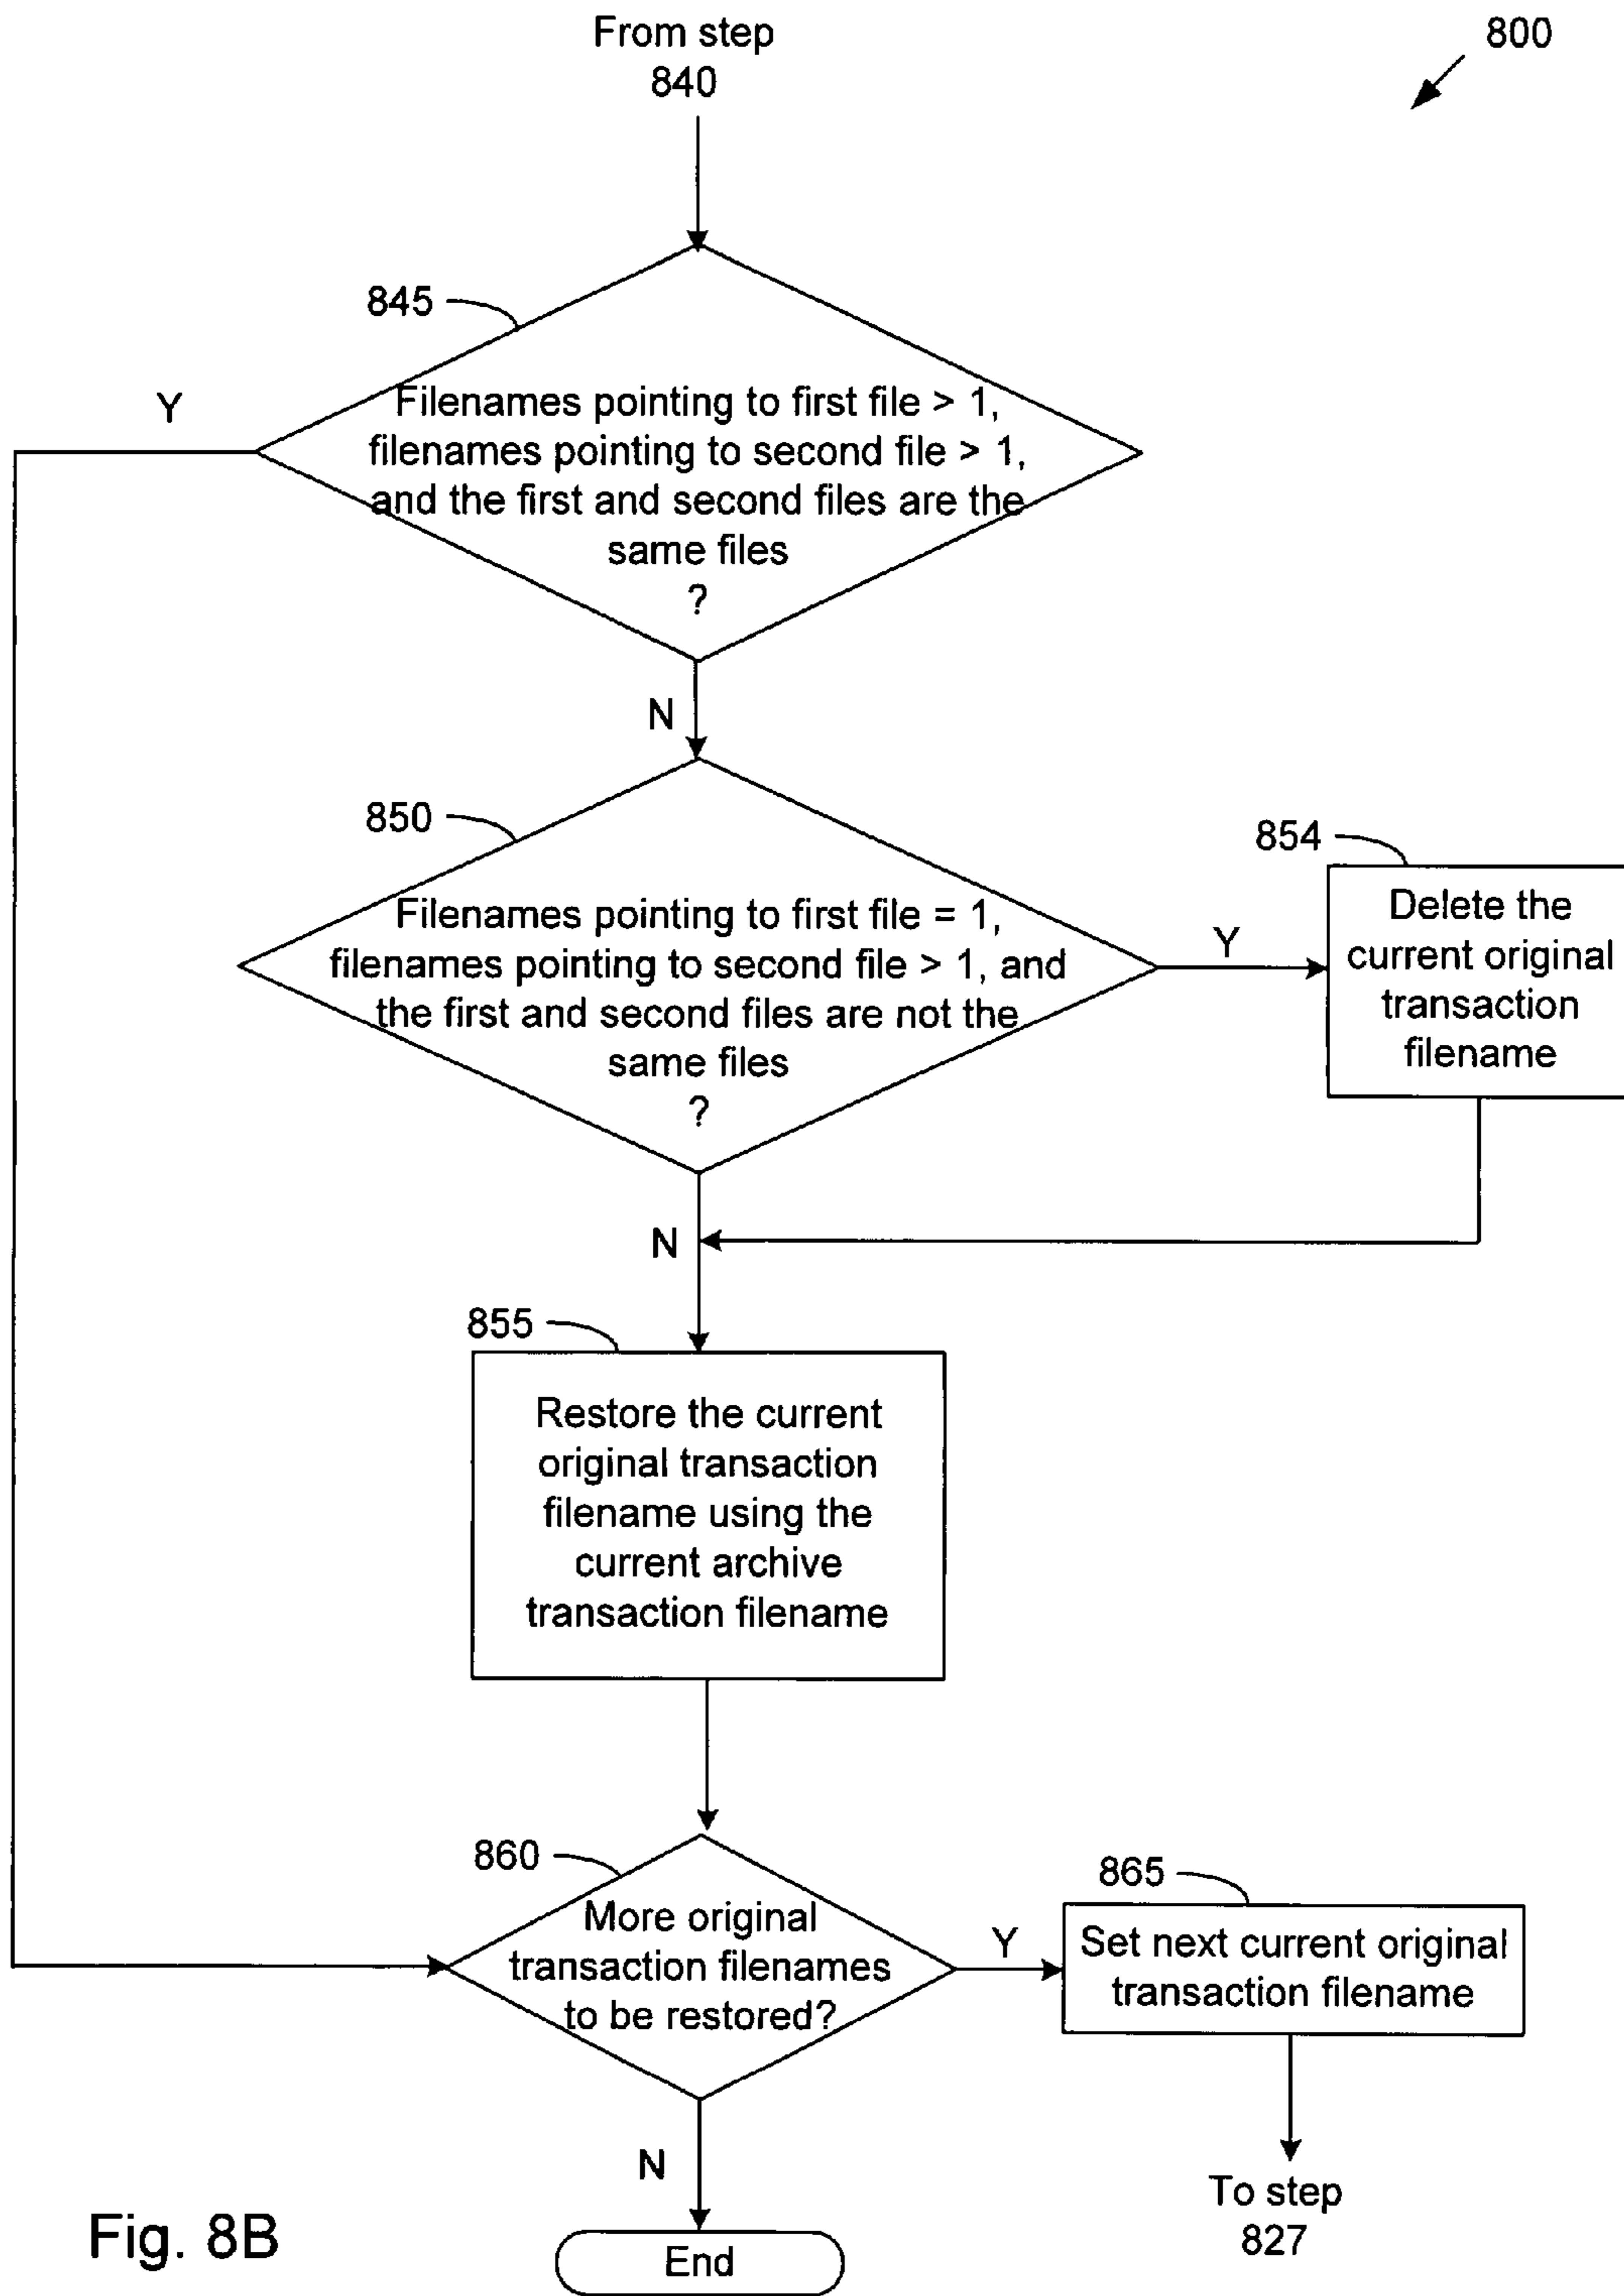 From step
840
800
845
Y
Filenames pointing to first file > 1,
filenames pointing to second file > 1,
and the first and second files are the
same files
?
N
850
854
Filenames pointing to first file = 1,
filenames pointing to second file > 1, and
the first and second files are not the
same files
?
Y
Delete the
current original
transaction
filename
N
855
Restore the current
original transaction
filename using the
current archive
transaction filename
860
More original
transaction filenames
to be restored?
Y
865
Set next current original
transaction filename
N
To step
827
End
Fig. 8B